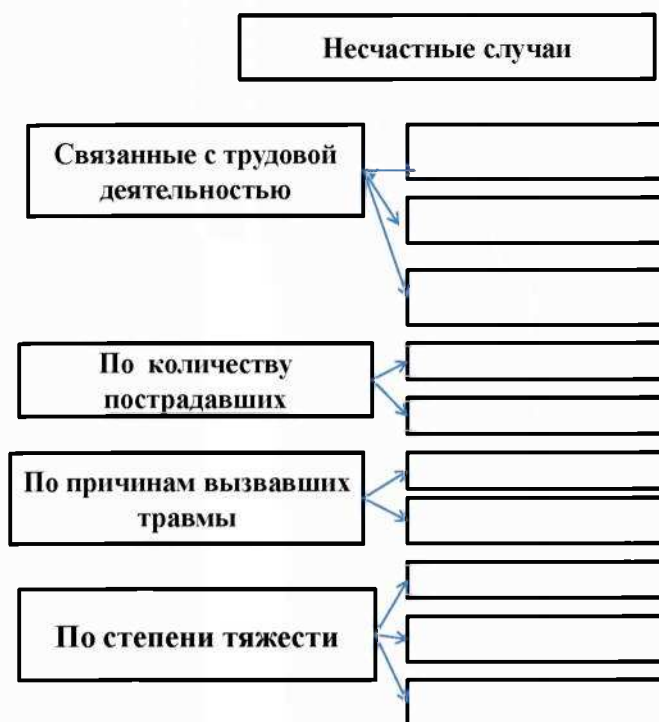 Несчастные случаи
Связанные с трудовой
деятельностью
По количеству
пострадавших
По причинам вызвавших
травмы
По степени тяжести